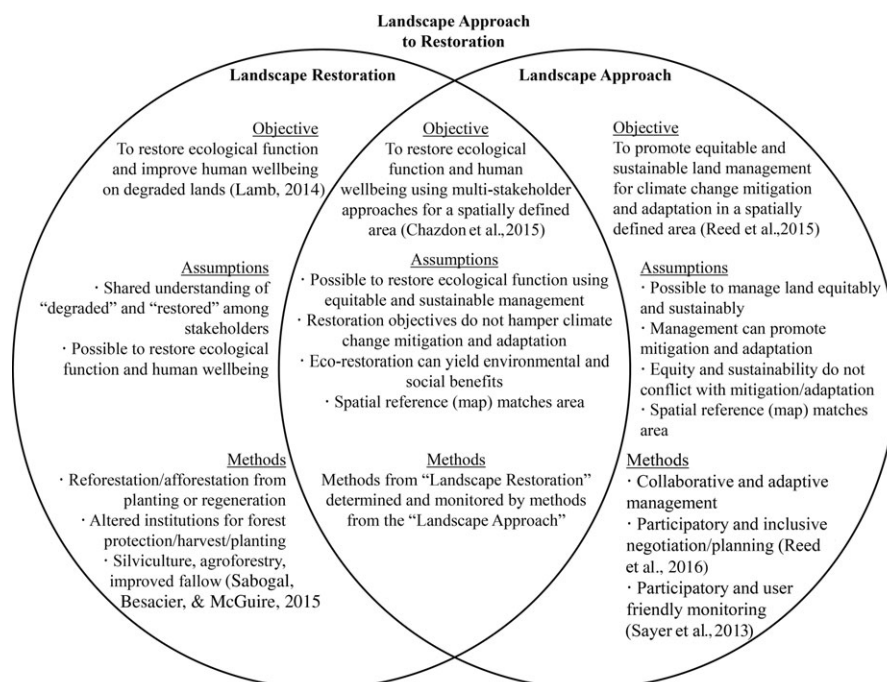 Landscape Approach
to Restoration
Landscape Restoration
Landscape Approach
Objective
To restore ecological function
and improve human wellbeing
on degraded lands (Lamb, 2014)
Assumptions
· Shared understanding of
“degraded” and “restored” among
stakeholders
· Possible to restore ecological
function and human wellbeing
Methods
· Reforestation/afforestation from
planting or regeneration
· Altered institutions for forest
protection/harvest/planting
· Silviculture, agroforestry,
improved fallow (Sabogal,
Besacier, & McGuire, 2015
Objective
To restore ecological
function and human
wellbeing using multi-stakeholder
approaches for a spatially defined
area (Chazdon et al.,2015)
Assumptions
· Possible to restore ecological function using
equitable and sustainable management
· Restoration objectives do not hamper climate
change mitigation and adaptation
· Eco-restoration can yield environmental and
social benefits
· Spatial reference (map) matches area
Methods
Methods from “Landscape Restoration”
determined and monitored by methods
from the “Landscape Approach”
Objective
To promote equitable and
sustainable land management
for climate change mitigation
and adaptation in a spatially
defined area (Reed et al.,2015)
Assumptions
· Possible to manage land equitably
and sustainably
· Management can promote
mitigation and adaptation
· Equity and sustainability do not
conflict with mitigation/adaptation
· Spatial reference (map) matches
area
Methods
· Collaborative and adaptive
management
· Participatory and inclusive
negotiation/planning (Reed
et al., 2016)
· Participatory and user
friendly monitoring
(Sayer et al., 2013)